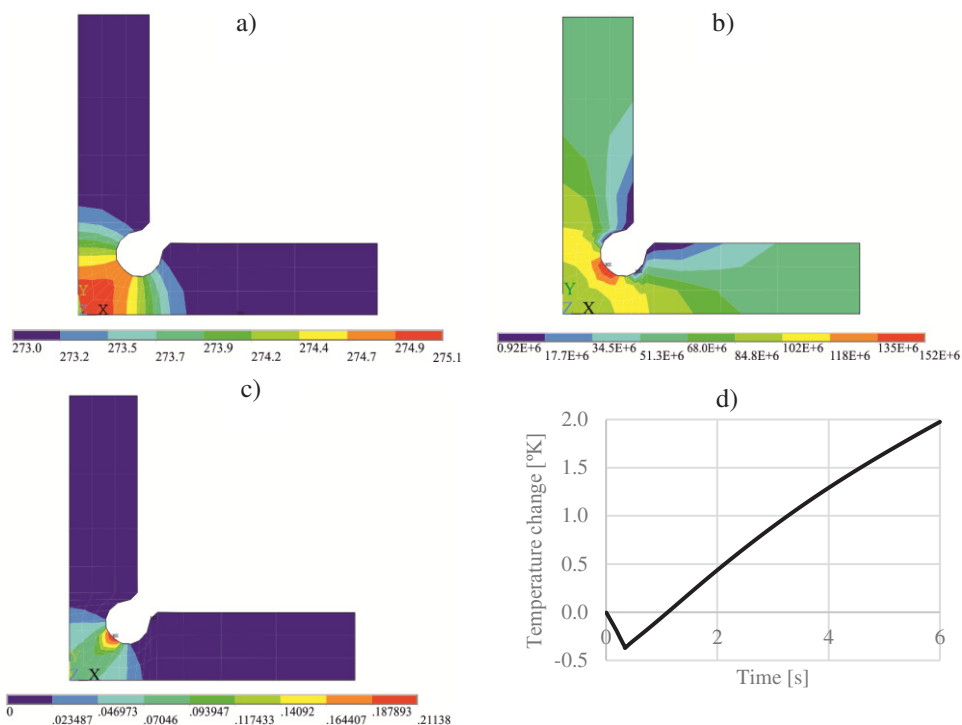 a)
Y
Z X
273.0 273.5 273.9 274.4 274.9
273.2 273.7 274.2 274.7 275.1
b)
Y
Z X
0.92E+6 34.5E+6 68.0E+6 102E+6 135E+6
17.7E+6 51.3E+6 84.8E+6 118E+6 152E+6
c)
X
0 .046973 .093947 .14092 .187893
.023487 .07046 .117433 .164407 .21138
d)
Temperature change [ºK]
2.0
1.5
1.0
0.5
0.0
-0.5
0 2 4 6
Time [s]